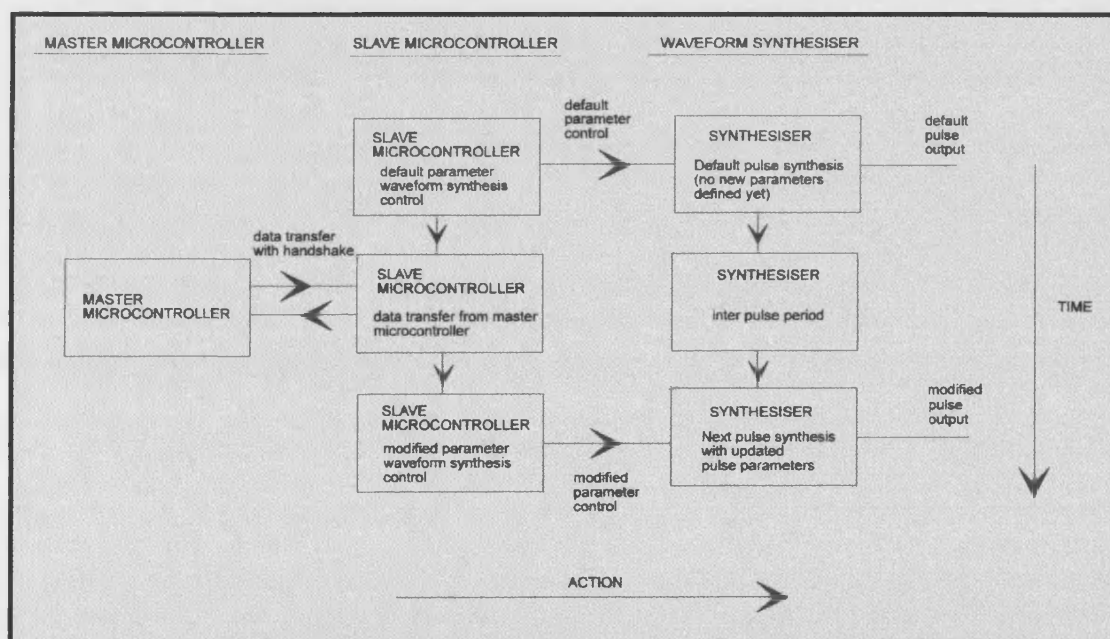 MASTER MICROCONTROLLER
SLAVE MICROCONTROLLER
WAVEFORM SYNTHESISER
default
parameter
control
default
pulse
output
SLAVE
MICROCONTROLLER
default parameter
waveform synthesis
control
SYNTHESISER
Default pulse synthesis
(no new parameters
defined yet)
data transfer
with handshake
MASTER
MICROCONTROLLER
SLAVE
MICROCONTROLLER
data transfer from master
microcontroller
SYNTHESISER
inter pulse period
TIME
SLAVE
MICROCONTROLLER
modified parameter
waveform synthesis
control
modified
parameter
control
SYNTHESISER
Next pulse synthesis
with updated
pulse parameters
modified
pulse
output
ACTION